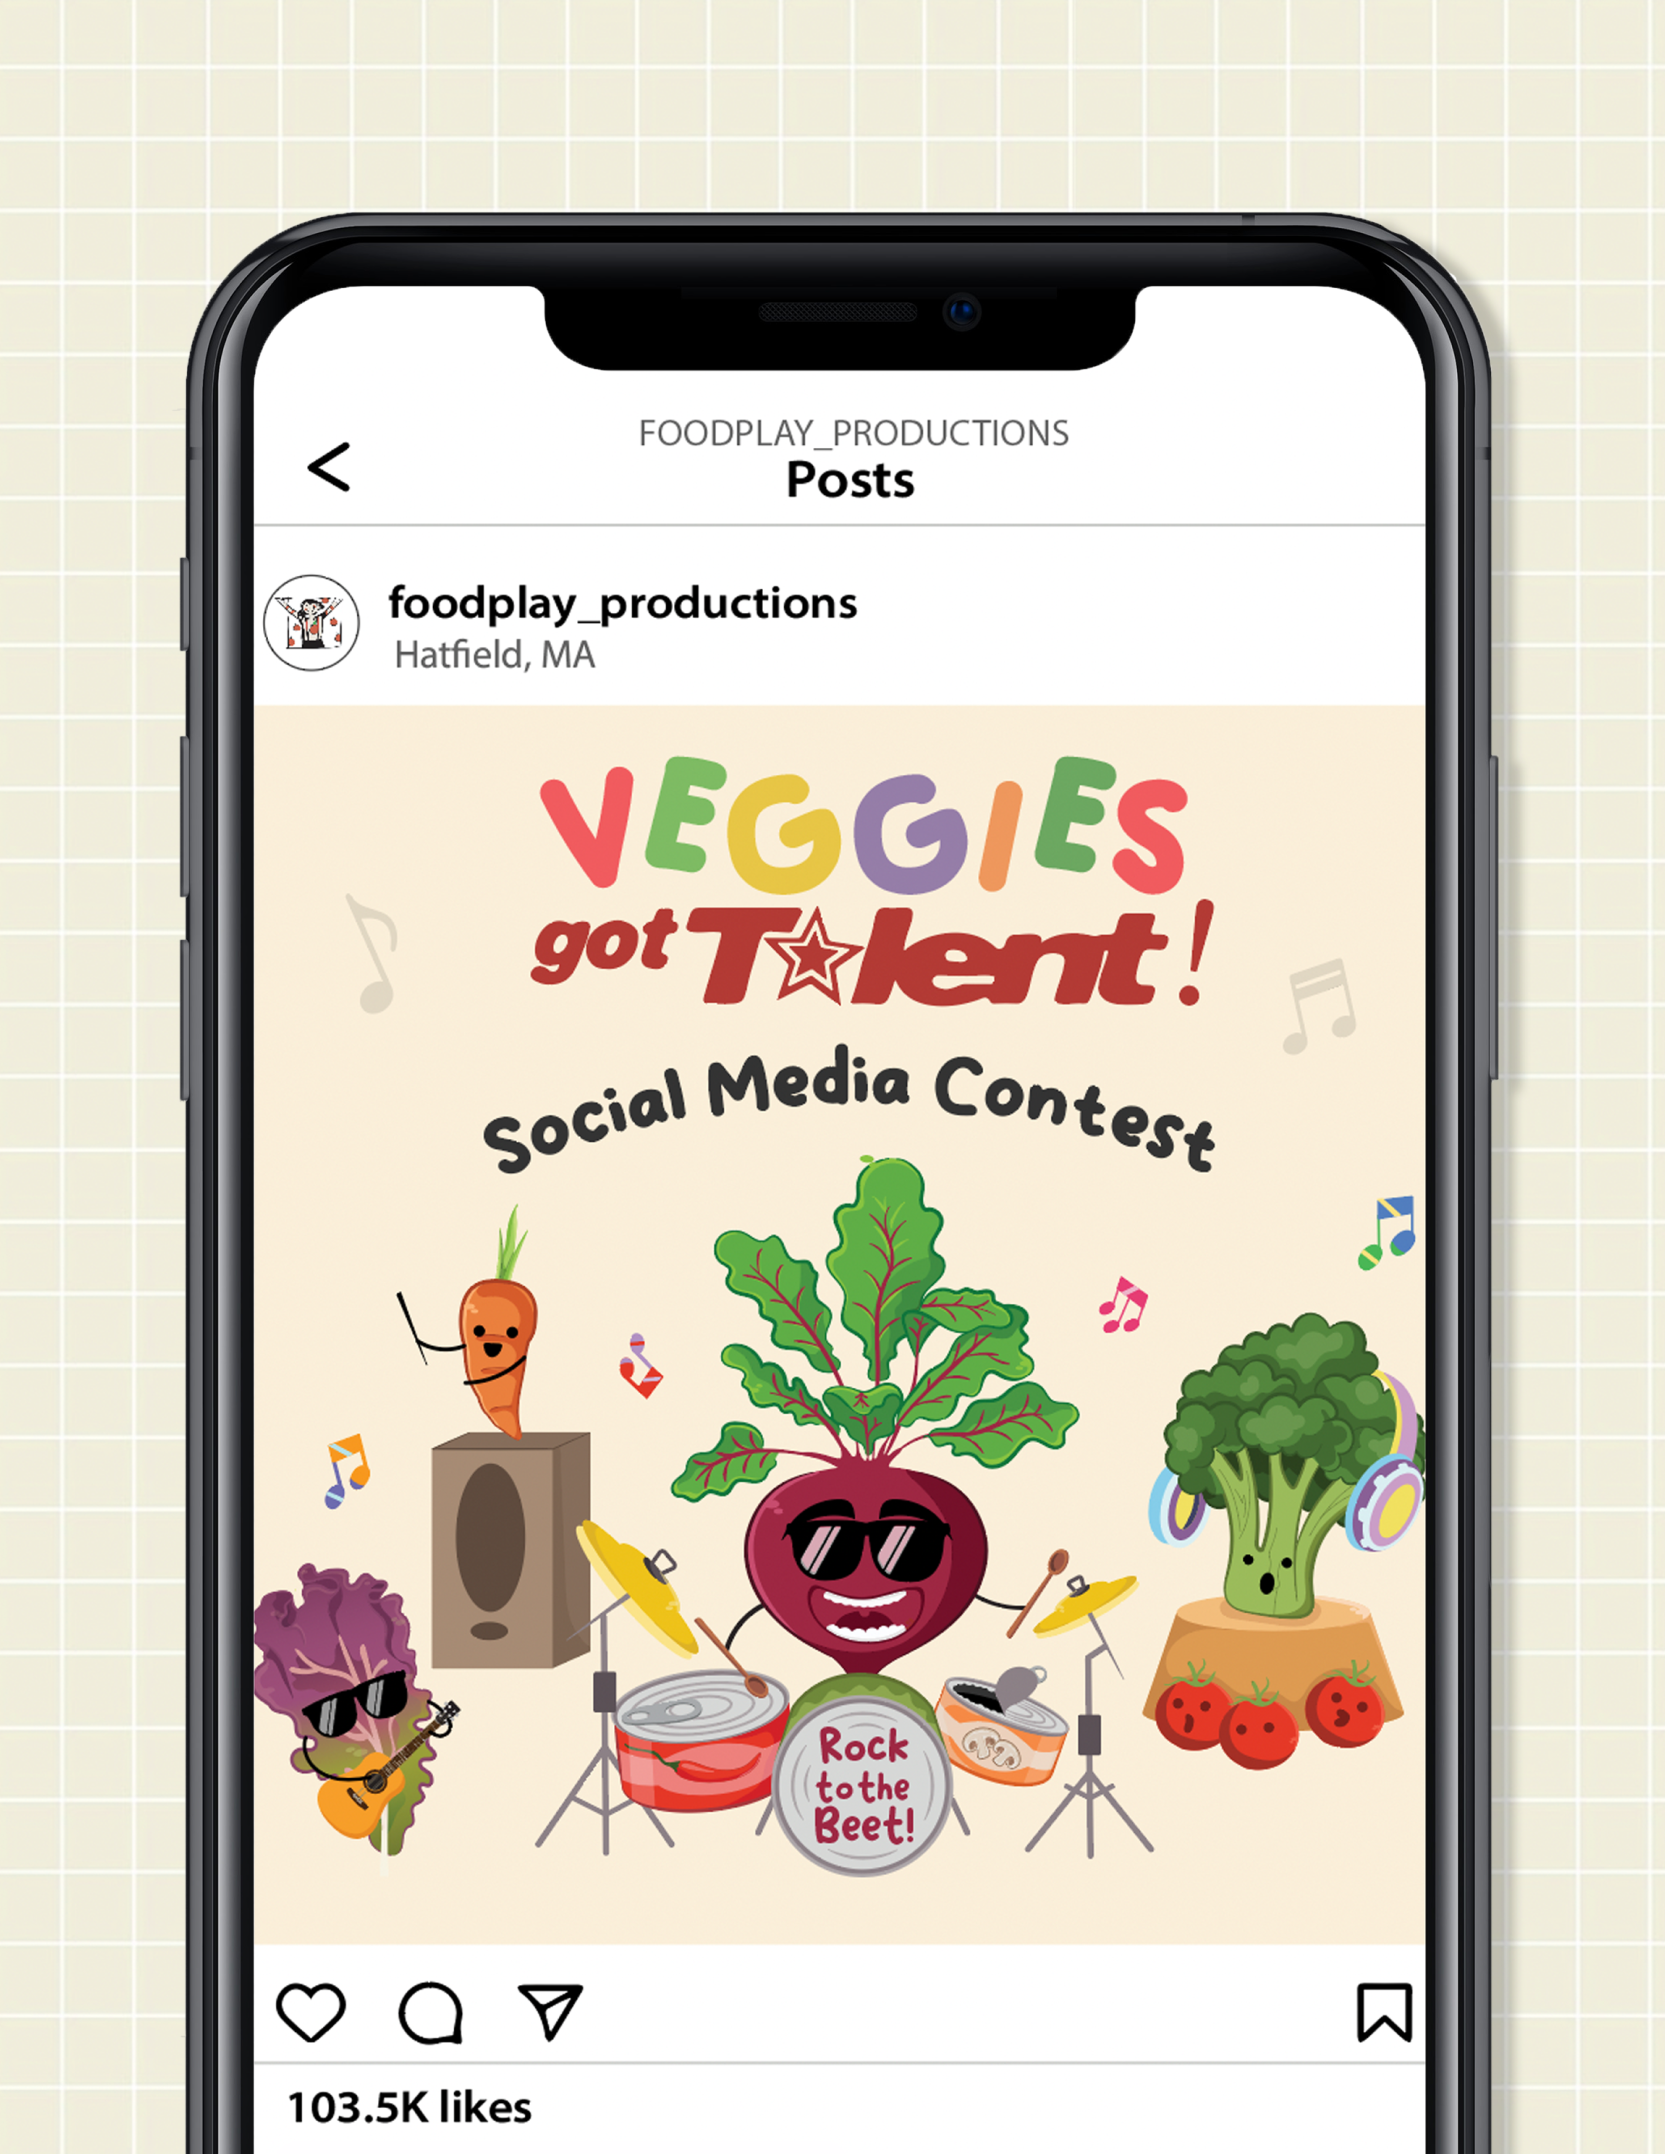 FOODPLAY_PRODUCTIONS
Posts
foodplay_productions
Hatfield, MA
VEGGIES
got Talent!
Social Media Contest
Rock
to the
Beet!
103.5K likes